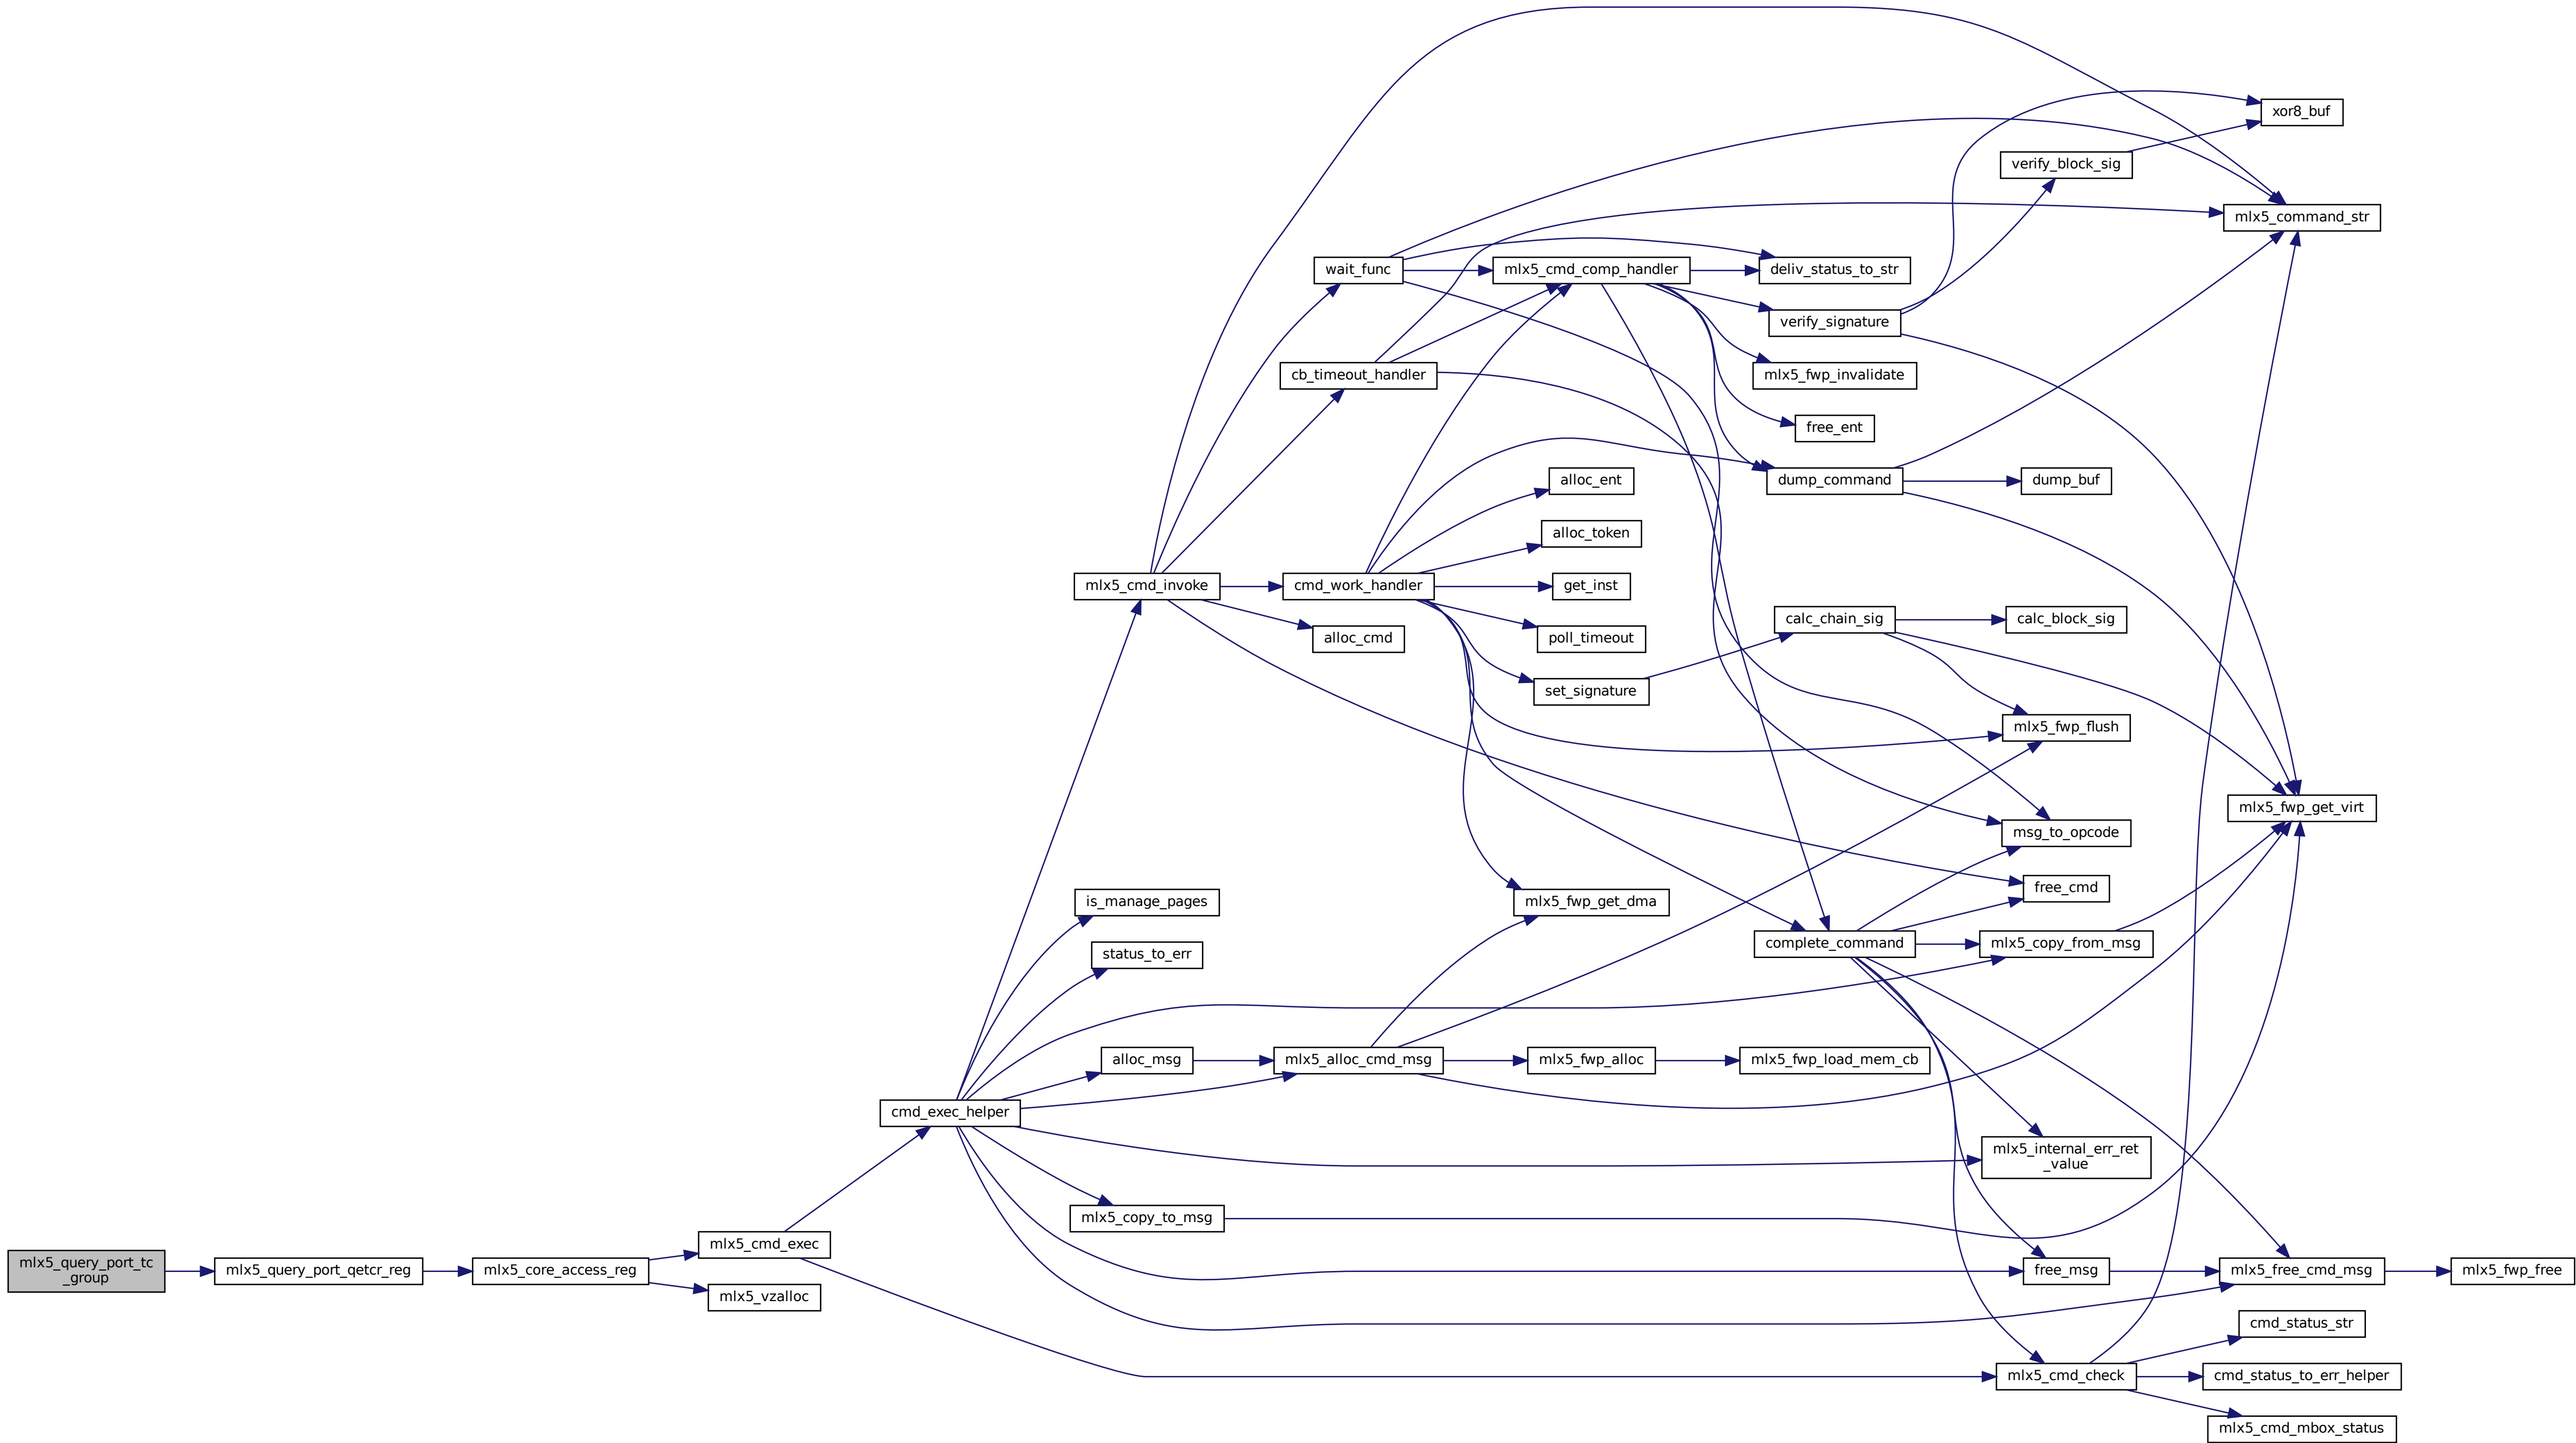 xor8_buf
verify_block_sig
mlx5_command_str
wait_func
mlx5_cmd_comp_handler
deliv_status_to_str
verify_signature
cb_timeout_handler
mlx5_fwp_invalidate
free_ent
alloc_ent
dump_command
dump_buf
alloc_token
mlx5_cmd_invoke
cmd_work_handler
get_inst
alloc_cmd
poll_timeout
calc_chain_sig
calc_block_sig
set_signature
mlx5_fwp_flush
mlx5_fwp_get_virt
msg_to_opcode
free_cmd
is_manage_pages
mlx5_fwp_get_dma
status_to_err
complete_command
mlx5_copy_from_msg
alloc_msg
mlx5_alloc_cmd_msg
mlx5_fwp_alloc
mlx5_fwp_load_mem_cb
cmd_exec_helper
mlx5_internal_err_ret
_value
mlx5_copy_to_msg
mlx5_cmd_exec
mlx5_query_port_tc
_group
mlx5_query_port_qetcr_reg
mlx5_core_access_reg
mlx5_vzalloc
free_msg
mlx5_free_cmd_msg
mlx5_fwp_free
cmd_status_str
mlx5_cmd_check
cmd_status_to_err_helper
mlx5_cmd_mbox_status